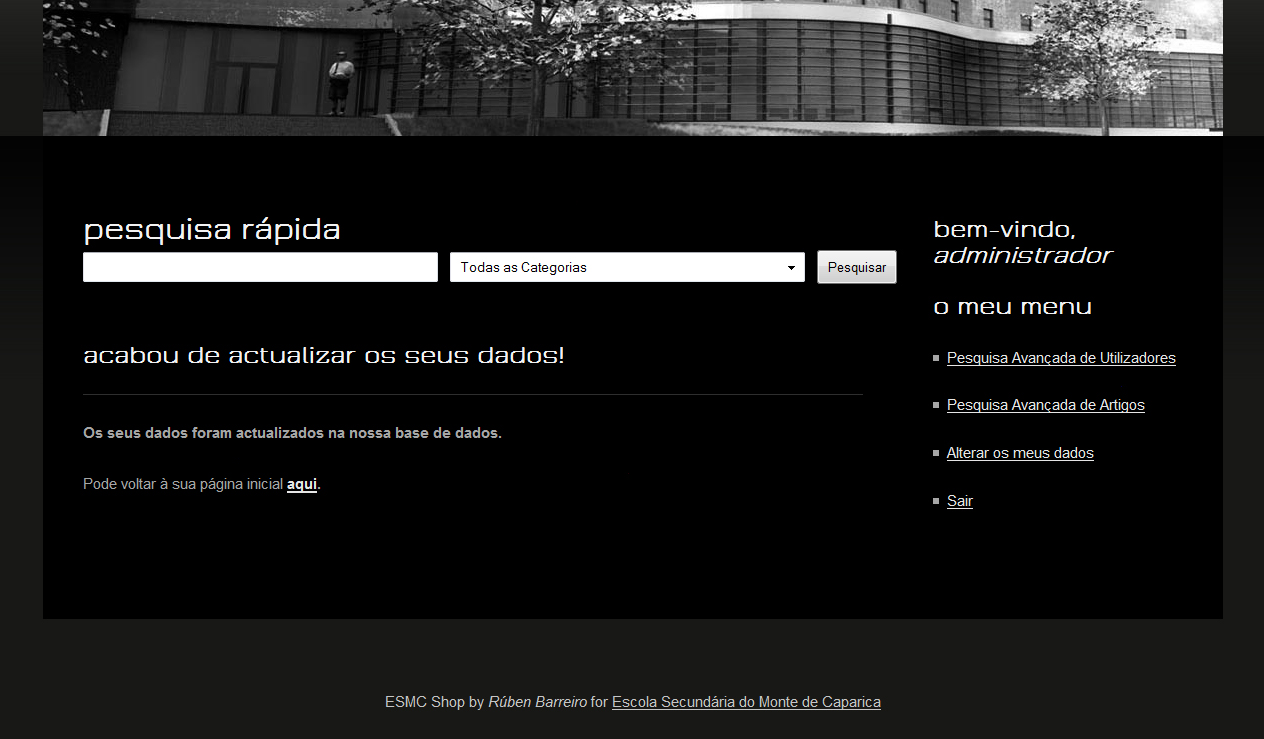 pesquisa rápida
Todas as Categorias
Pesquisar
acabou de actualizar os seus dados!
Os seus dados foram actualizados na nossa base de dados.
Pode voltar à sua página inicial aqui.
bem-vindo,
administrador
o meu menu
Pesquisa Avançada de Utilizadores
Pesquisa Avançada de Artigos
Alterar os meus dados
Sair
ESMC Shop by Rúben Barreiro for Escola Secundária do Monte de Caparica